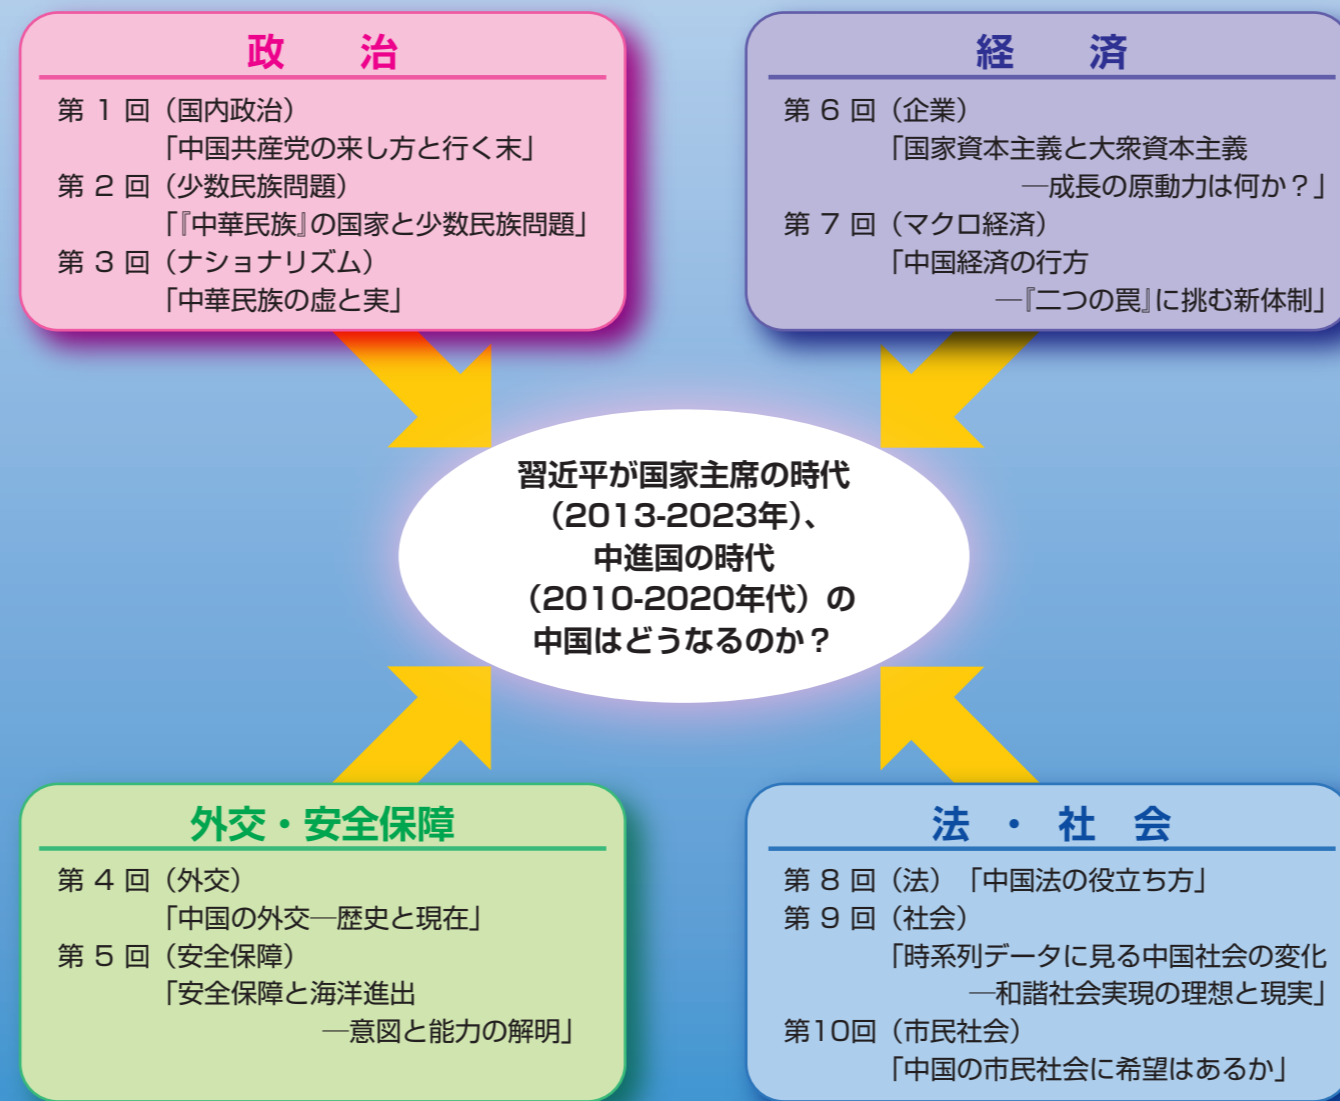 政　治
第 1 回（国内政治）
「中国共産党の来し方と行く末」
第 2 回（少数民族問題）
「『中華民族』の国家と少数民族問題」
第 3 回（ナショナリズム）
「中華民族の虚と実」
経　済
第 6 回（企業）
「国家資本主義と大衆資本主義
―成長の原動力は何か？」
第 7 回（マクロ経済）
「中国経済の行方
―『二つの罠』に挑む新体制」
習近平が国家主席の時代
（2013-2023年）、
中進国の時代
（2010-2020年代）の
中国はどうなるのか？
外交・安全保障
第 4 回（外交）
「中国の外交―歴史と現在」
第 5 回（安全保障）
「安全保障と海洋進出
―意図と能力の解明」
法 ・ 社 会
第 8 回（法）「中国法の役立ち方」
第 9 回（社会）
「時系列データに見る中国社会の変化
―和諧社会実現の理想と現実」
第10回（市民社会）
「中国の市民社会に希望はあるか」